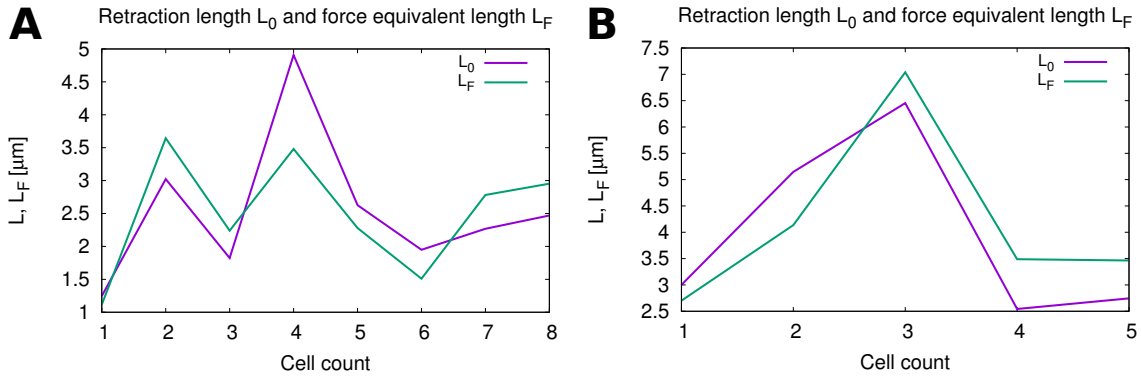 A
Retraction length L0 and force equivalent length LF
L0
LF
5
4.5
4
3.5
3
2.5
2
1.5
1
L, LF [μm]
1 2 3 4 5 6 7 8
Cell count
B
Retraction length L0 and force equivalent length LF
L0
LF
7.5
7
6.5
6
5.5
5
4.5
4
3.5
3
2.5
L, LF [μm]
1 2 3 4 5
Cell count